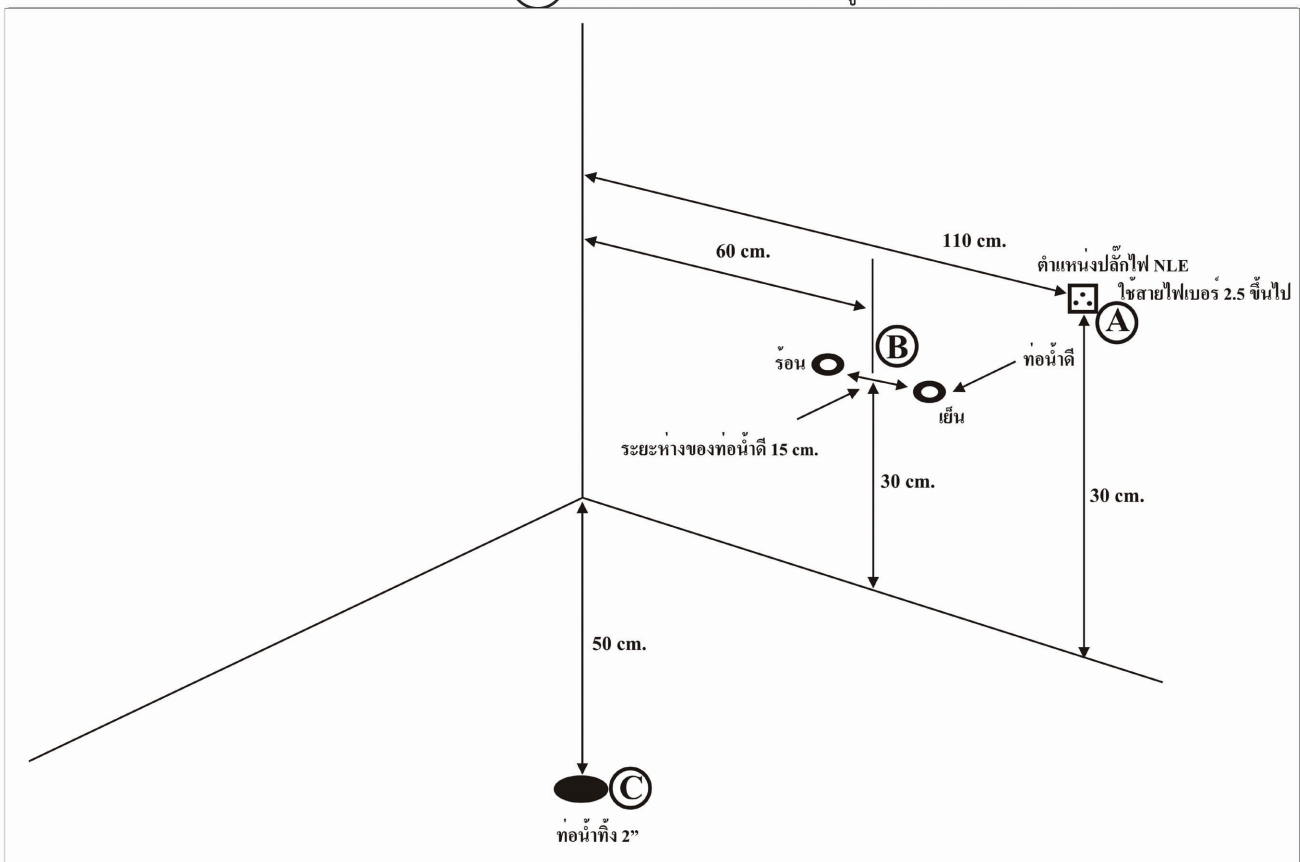 110 cm.
60 cm.
ตำแหน่งปลั๊กไฟ NLE
ใช้สายไฟเบอร์ 2.5 ขึ้นไป
A
B
ร้อน
ท่อน้ำดี
เย็น
ระยะห่างของท่อน้ำดี 15 cm.
30 cm.
30 cm.
50 cm.
C
ท่อน้ำทิ้ง 2”